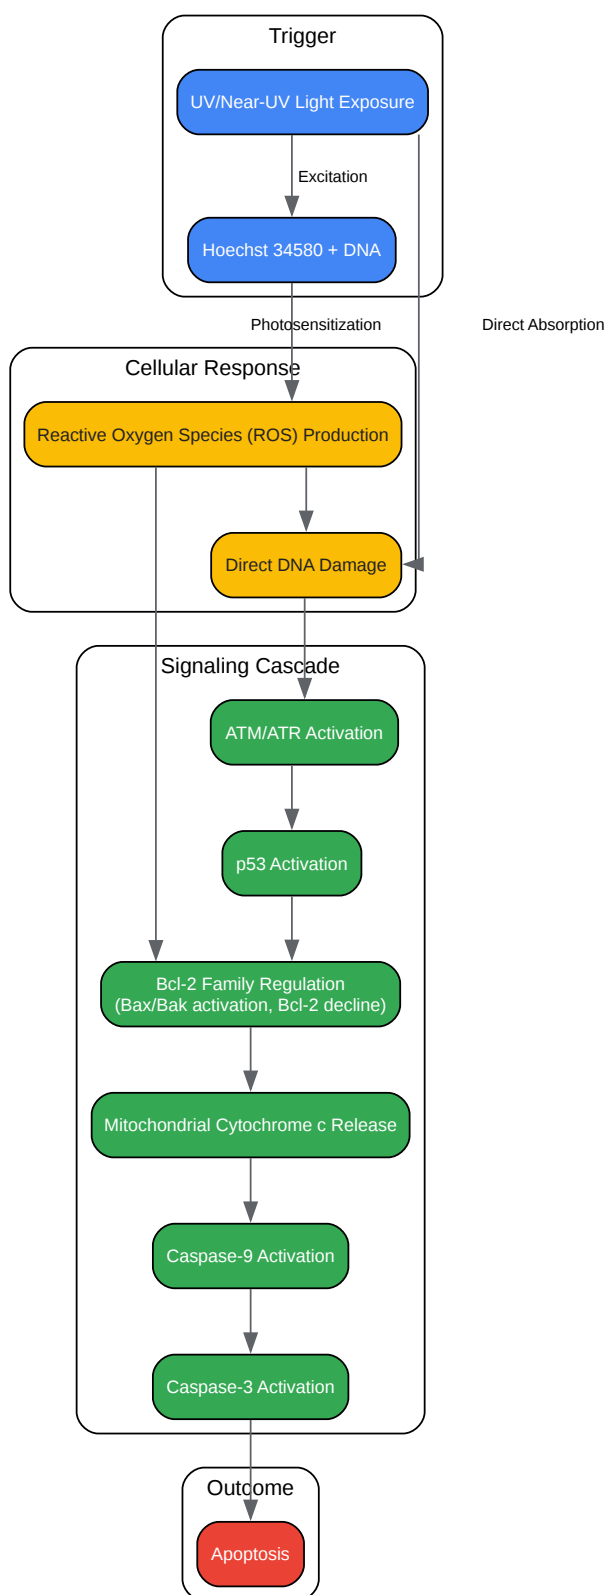 Trigger
UV/Near-UV Light Exposure
Excitation
Hoechst 34580 + DNA
Photosensitization
Direct Absorption
Cellular Response
Reactive Oxygen Species (ROS) Production
Direct DNA Damage
Signaling Cascade
ATM/ATR Activation
p53 Activation
Bcl-2 Family Regulation
(Bax/Bak activation, Bcl-2 decline)
Mitochondrial Cytochrome c Release
Caspase-9 Activation
Caspase-3 Activation
Outcome
Apoptosis